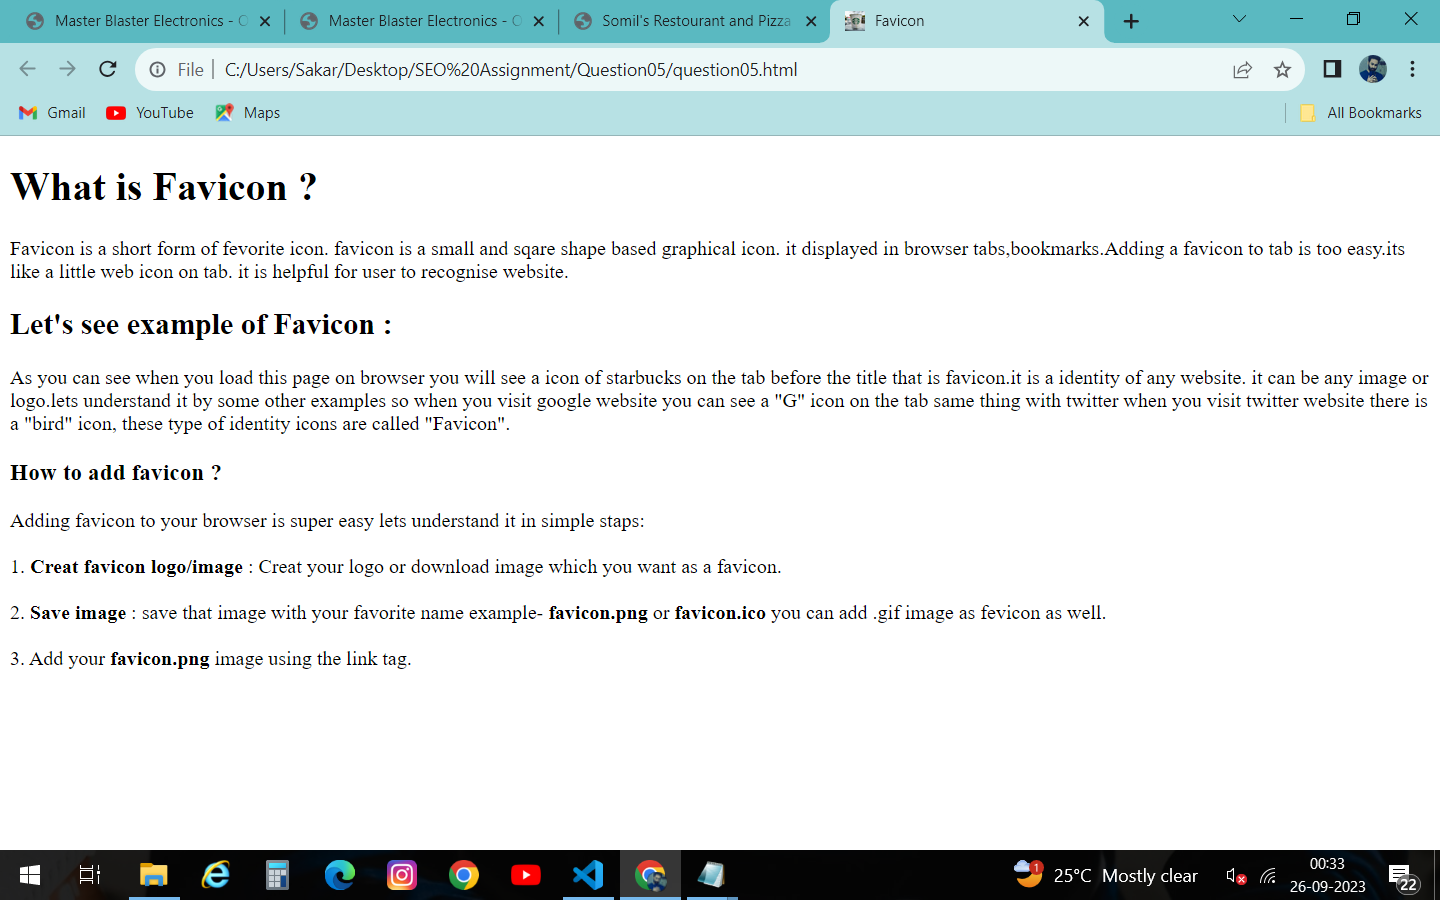 Master Blaster Electronics - O
Master Blaster Electronics - O
Somil's Restourant and Pizza
Favicon
File
C:/Users/Sakar/Desktop/SEO%20Assignment/Question05/question05.html
Gmail
YouTube
Maps
All Bookmarks
What is Favicon ?
Favicon is a short form of fevorite icon. favicon is a small and sqare shape based graphical icon. it displayed in browser tabs,bookmarks.Adding a favicon to tab is too easy.its
like a little web icon on tab. it is helpful for user to recognise website.
Let's see example of Favicon :
As you can see when you load this page on browser you will see a icon of starbucks on the tab before the title that is favicon.it is a identity of any website. it can be any image or
logo.lets understand it by some other examples so when you visit google website you can see a "G" icon on the tab same thing with twitter when you visit twitter website there is
a "bird" icon, these type of identity icons are called "Favicon".
How to add favicon ?
Adding favicon to your browser is super easy lets understand it in simple staps:
1. Creat favicon logo/image : Creat your logo or download image which you want as a favicon.
2. Save image : save that image with your favorite name example- favicon.png or favicon.ico you can add .gif image as fevicon as well.
3. Add your favicon.png image using the link tag.
1
25°C Mostly clear
00:33
26-09-2023
22